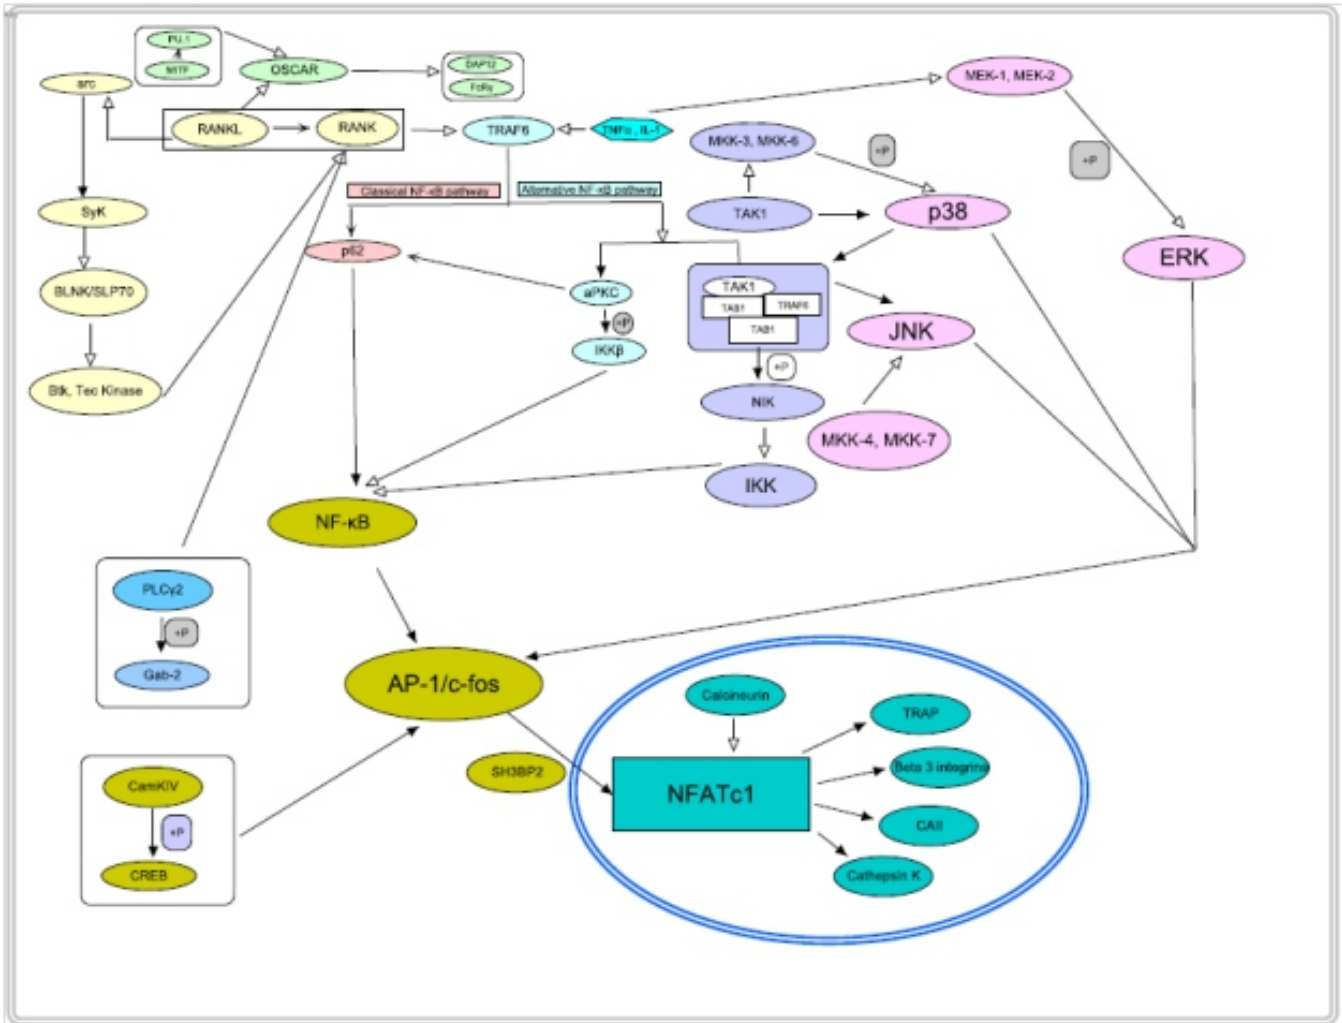 PU.1
MITF
OSCAR
DAP12
FcRγ
src
RANKL
RANK
TRAF6
TNFα, IL-1
MEK-1, MEK-2
MKK-3, MKK-6
+P
+P
Classical NF-κB pathway
Alternative NF-κB pathway
SyK
TAK1
p38
p62
ERK
BLNK/SLP70
aPKC
TAK1
TAB1
TRAF6
TAB1
+P
JNK
IKKβ
+P
Btk, Tec Kinase
NIK
MKK-4, MKK-7
IKK
NF-κB
PLCγ2
+P
Gab-2
AP-1/c-fos
Calcineurin
TRAP
SH3BP2
Beta 3 integrins
CamKIV
NFATc1
+P
CAII
CREB
Cathepsin K